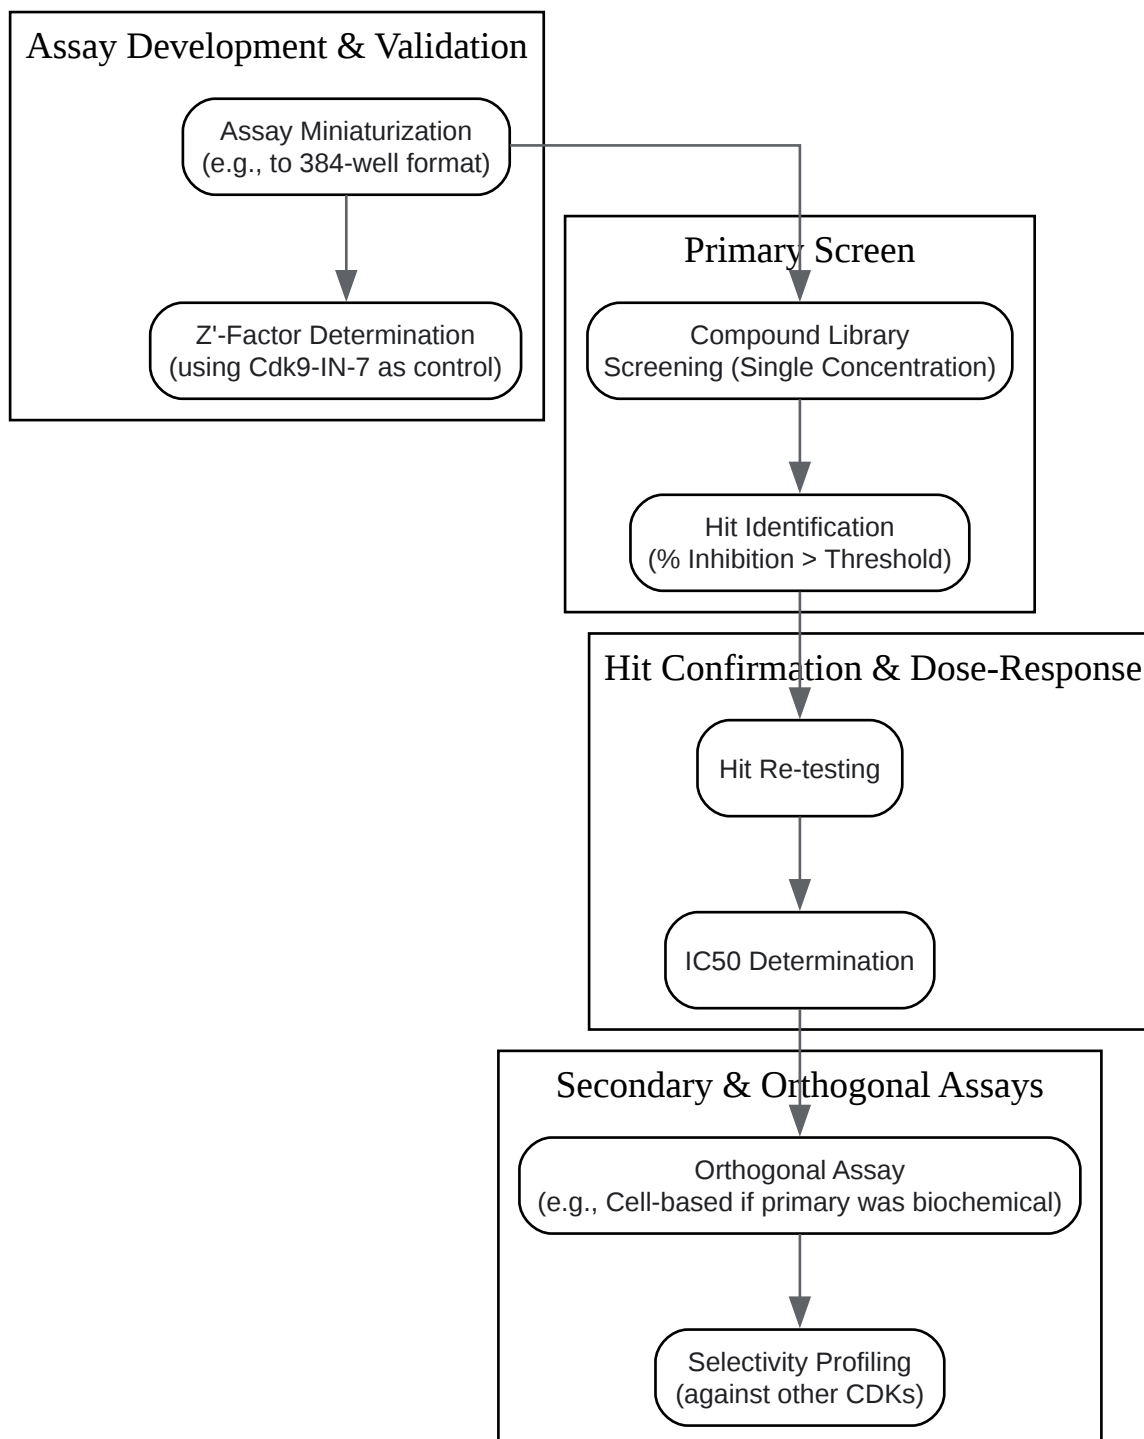 Assay Development & Validation
Assay Miniaturization
(e.g., to 384-well format)
Z'-Factor Determination
(using Cdk9-IN-7 as control)
Primary Screen
Compound Library
Screening (Single Concentration)
Hit Identification
(% Inhibition > Threshold)
Hit Confirmation & Dose-Response
Hit Re-testing
IC50 Determination
Secondary & Orthogonal Assays
Orthogonal Assay
(e.g., Cell-based if primary was biochemical)
Selectivity Profiling
(against other CDKs)